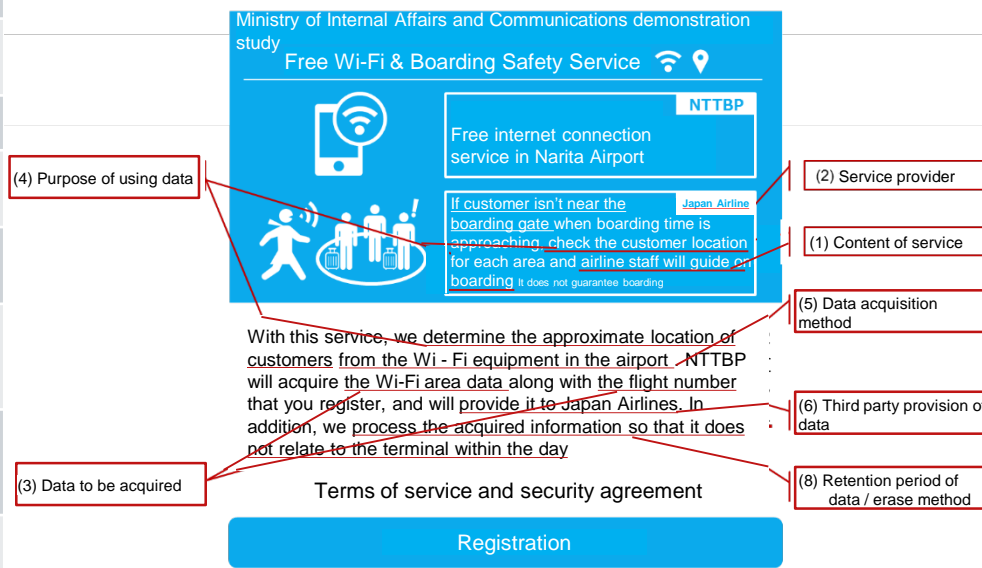 Ministry of Internal Affairs and Communications demonstration
study
Free Wi-Fi & Boarding Safety Service
NTTBP
Free internet connection
service in Narita Airport
(4) Purpose of using data
(2) Service provider
If customer isn't near the
Japan Airline
boarding gate when boarding time is
approaching, check the customer location
for each area and airline staff will guide on
boarding It does not guarantee boarding
(1) Content of service
(5) Data acquisition
method
With this service, we determine the approximate location of
customers from the Wi - Fi equipment in the airport . NTTBP
will acquire the Wi-Fi area data along with the flight number
that you register, and will provide it to Japan Airlines. In
addition, we process the acquired information so that it does
not relate to the terminal within the day
(6) Third party provision of
data
(3) Data to be acquired
(8) Retention period of
data / erase method
Terms of service and security agreement
Registration